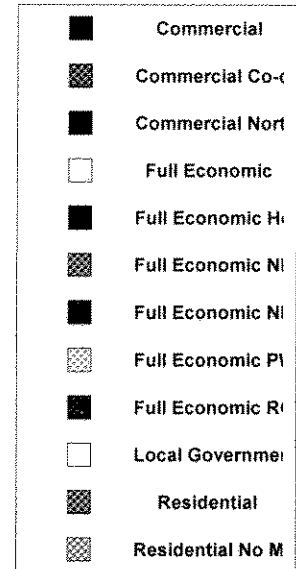 Commercial
Commercial Co-
Commercial Nort
Full Economic
Full Economic H
Full Economic N
Full Economic N
Full Economic P
Full Economic R
Local Governme
Residential
Residential No M